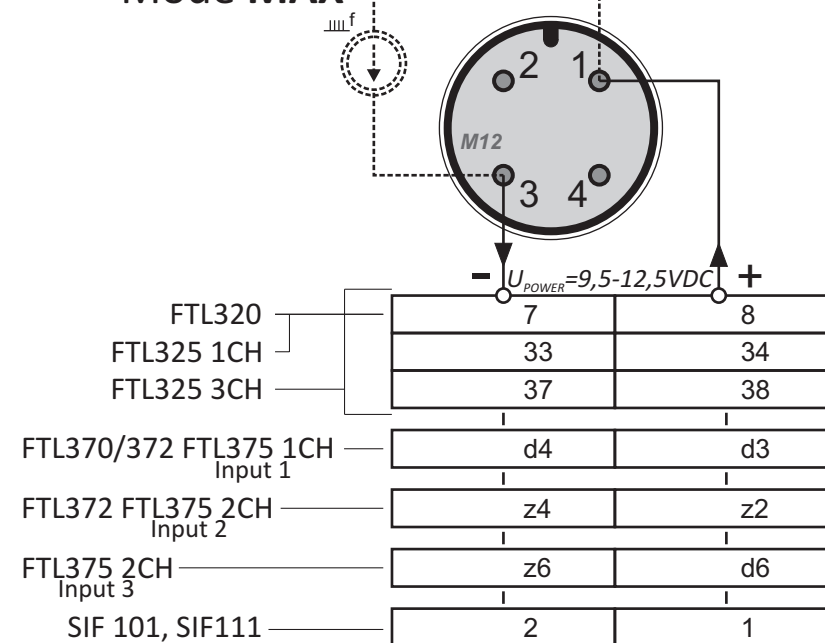 Mode MAX
f
2 1
M12
3 4
- UPOWER=9,5-12,5VDC +
FTL320 7 8
FTL325 1CH 33 34
FTL325 3CH 37 38
FTL370/372 FTL375 1CH d4 d3
Input 1
FTL372 FTL375 2CH z4 z2
Input 2
FTL375 2CH z6 d6
Input 3
SIF 101, SIF111 2 1